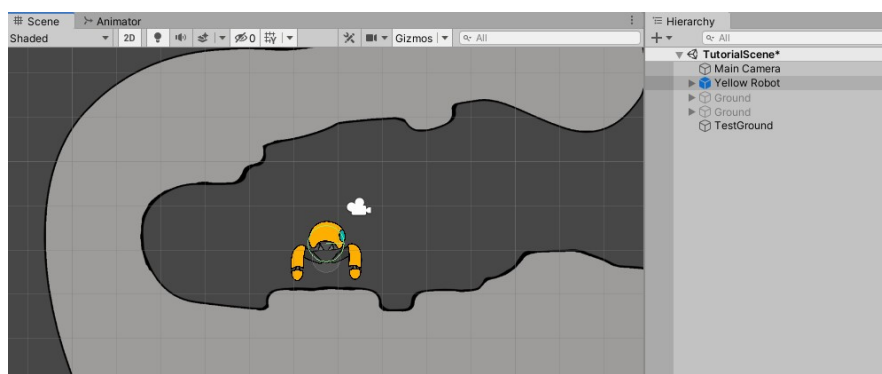 Scene Animator
Shaded 2D 0 Gizmos All
Hierarchy
All
TutorialScene*
Main Camera
Yellow Robot
Ground
Ground
TestGround